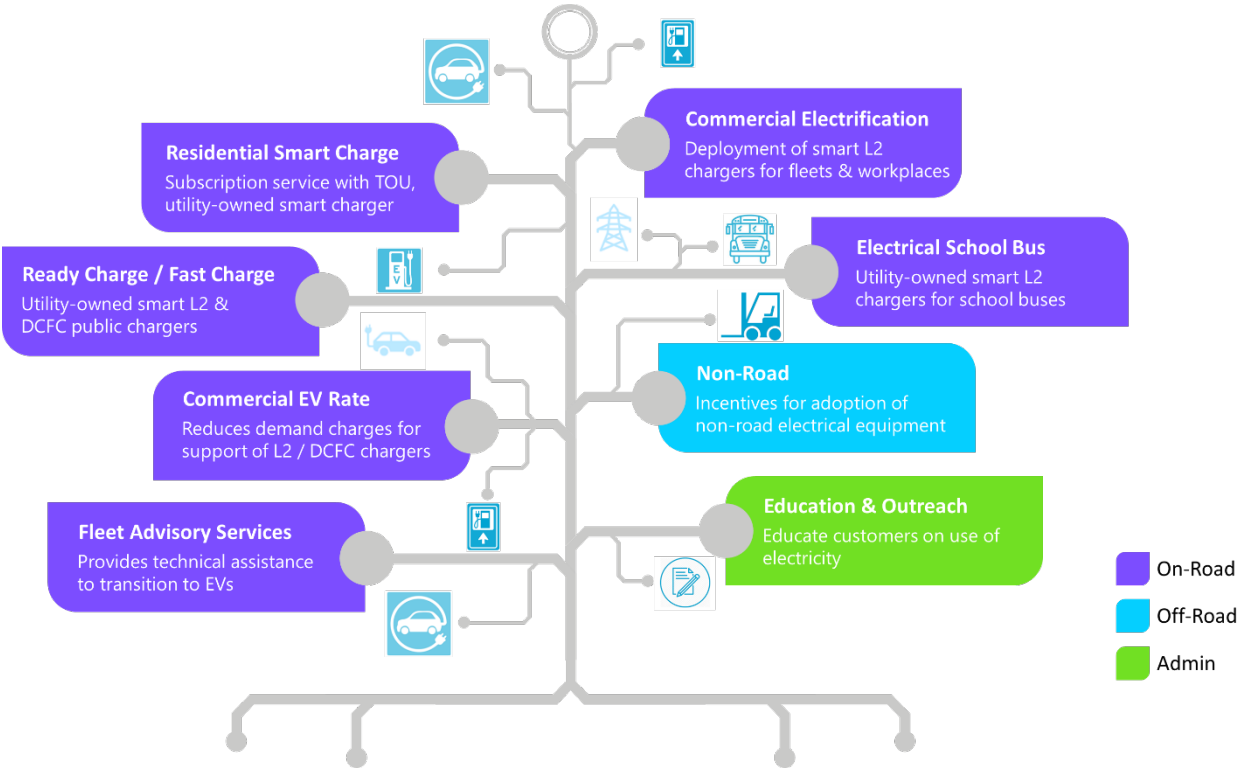 Commercial Electrification
Deployment of smart L2
chargers for fleets & workplaces
Residential Smart Charge
Subscription service with TOU,
utility-owned smart charger
Electrical School Bus
Utility-owned smart L2
chargers for school buses
Ready Charge / Fast Charge
Utility-owned smart L2 &
DCFC public chargers
E
V
Non-Road
Incentives for adoption of
non-road electrical equipment
Commercial EV Rate
Reduces demand charges for
support of L2 / DCFC chargers
Education & Outreach
Educate customers on use of
electricity
Fleet Advisory Services
Provides technical assistance
to transition to EVs
On-Road
Off-Road
Admin